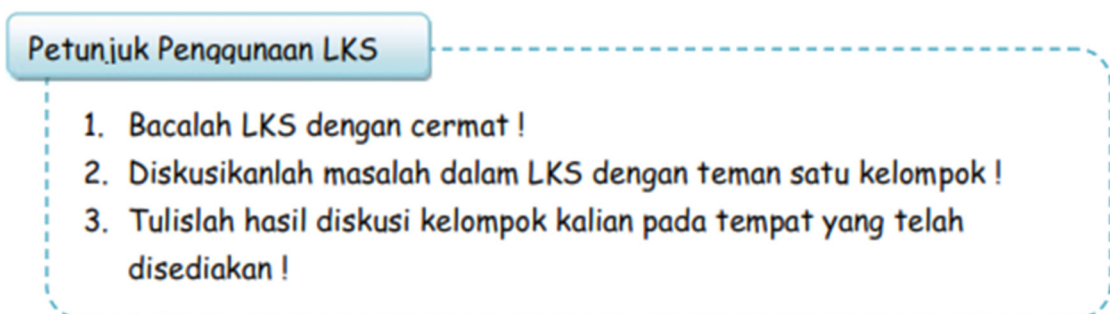 Petunjuk Penggunaan LKS
1. Bacalah LKS dengan cermat !
2. Diskusikanlah masalah dalam LKS dengan teman satu kelompok !
3. Tulislah hasil diskusi kelompok kalian pada tempat yang telah
disediakan !